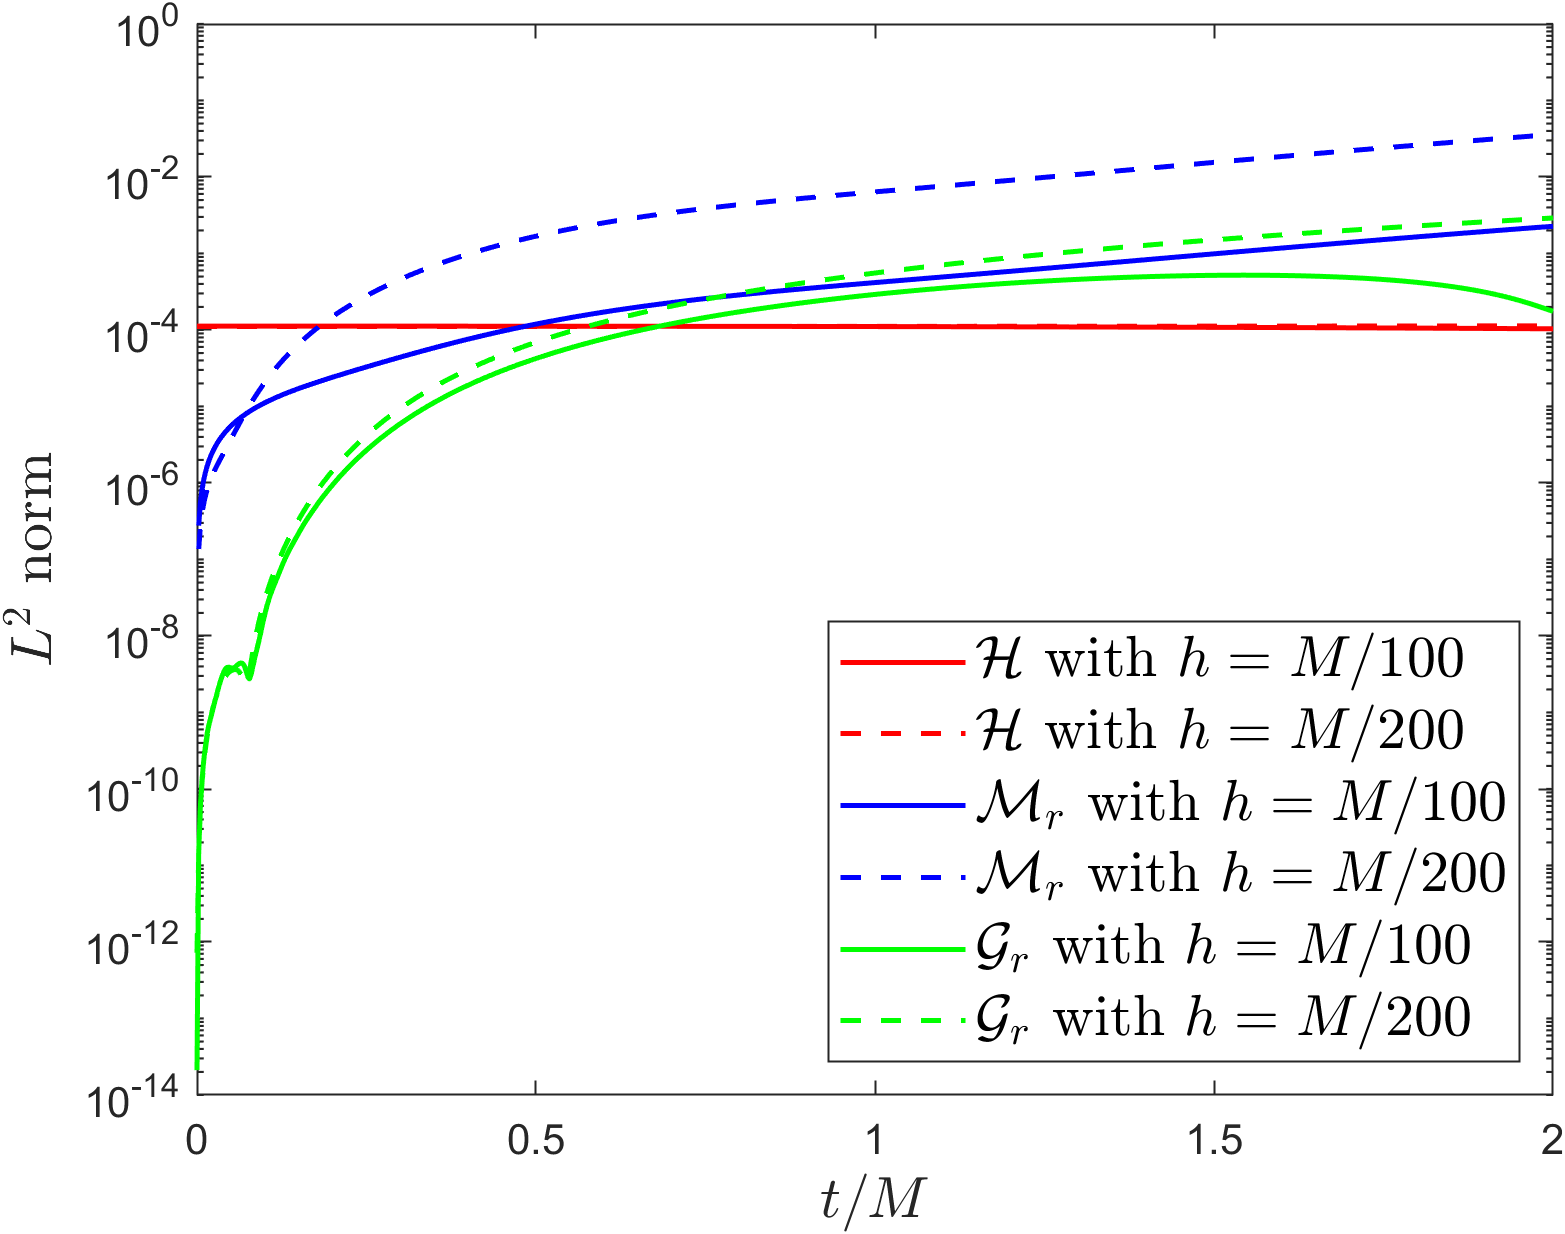 10^0
10^-2
10^-4
10^-6
10^-8
10^-10
10^-12
10^-14
L^2 norm
0 0.5 1 1.5 2
t/M
ℋ with h = M/100
ℋ with h = M/200
ℳ_r with h = M/100
ℳ_r with h = M/200
𝒢_r with h = M/100
𝒢_r with h = M/200